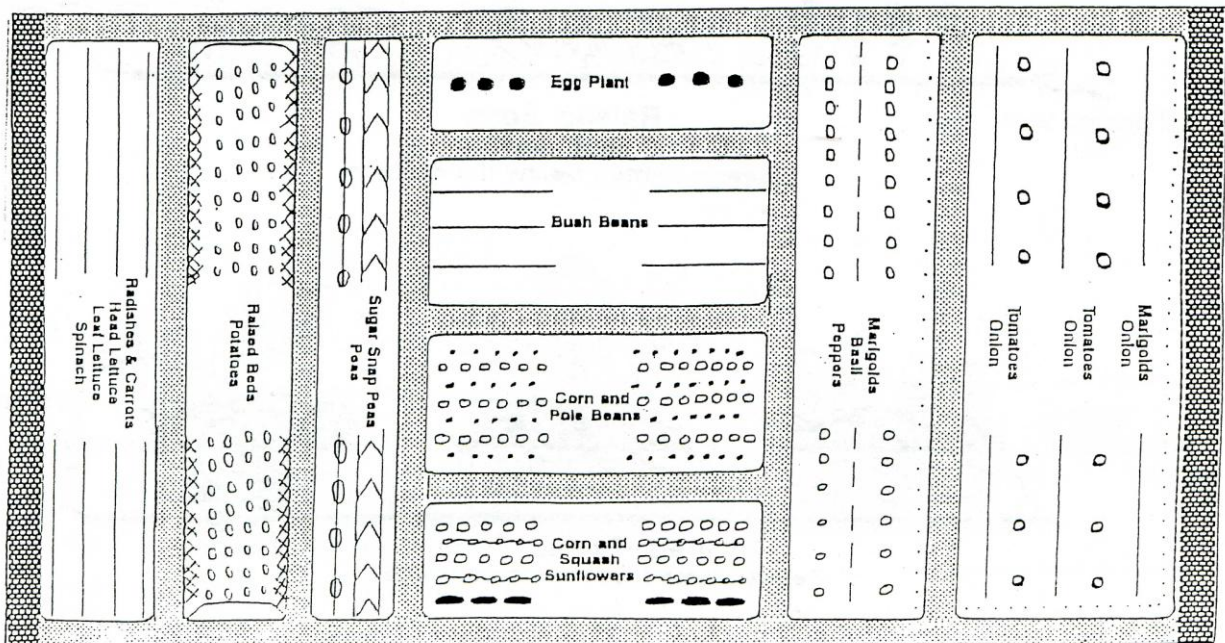 Radishes & Carrots
Head Lettuce
Leaf Lettuce
Spinach
Raised Beds
Potatoes
Sugar Snap Peas
Peas
Egg Plant
Bush Beans
Corn and
Pole Beans
Corn and
Squash
Sunflowers
Marigolds
Basil
Peppers
Marigolds
Onion
Tomatoes
Onion
Tomatoes
Onion